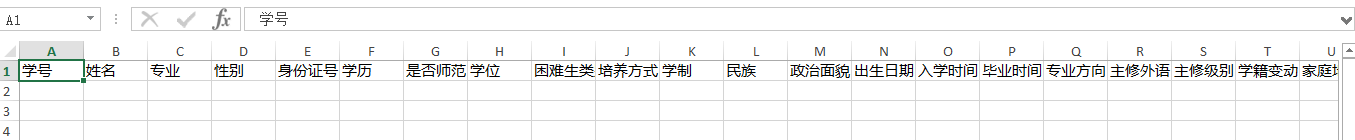 A1 fx 学号
A B C D E F G H I J K L M N O P Q R S T U
1 学号 姓名 专业 性别 身份证号 学历 是否师范 学位 困难生类 培养方式 学制 民族 政治面貌 出生日期 入学时间 毕业时间 专业方向 主修外语 主修级别 学籍变动 家庭
2
3
4